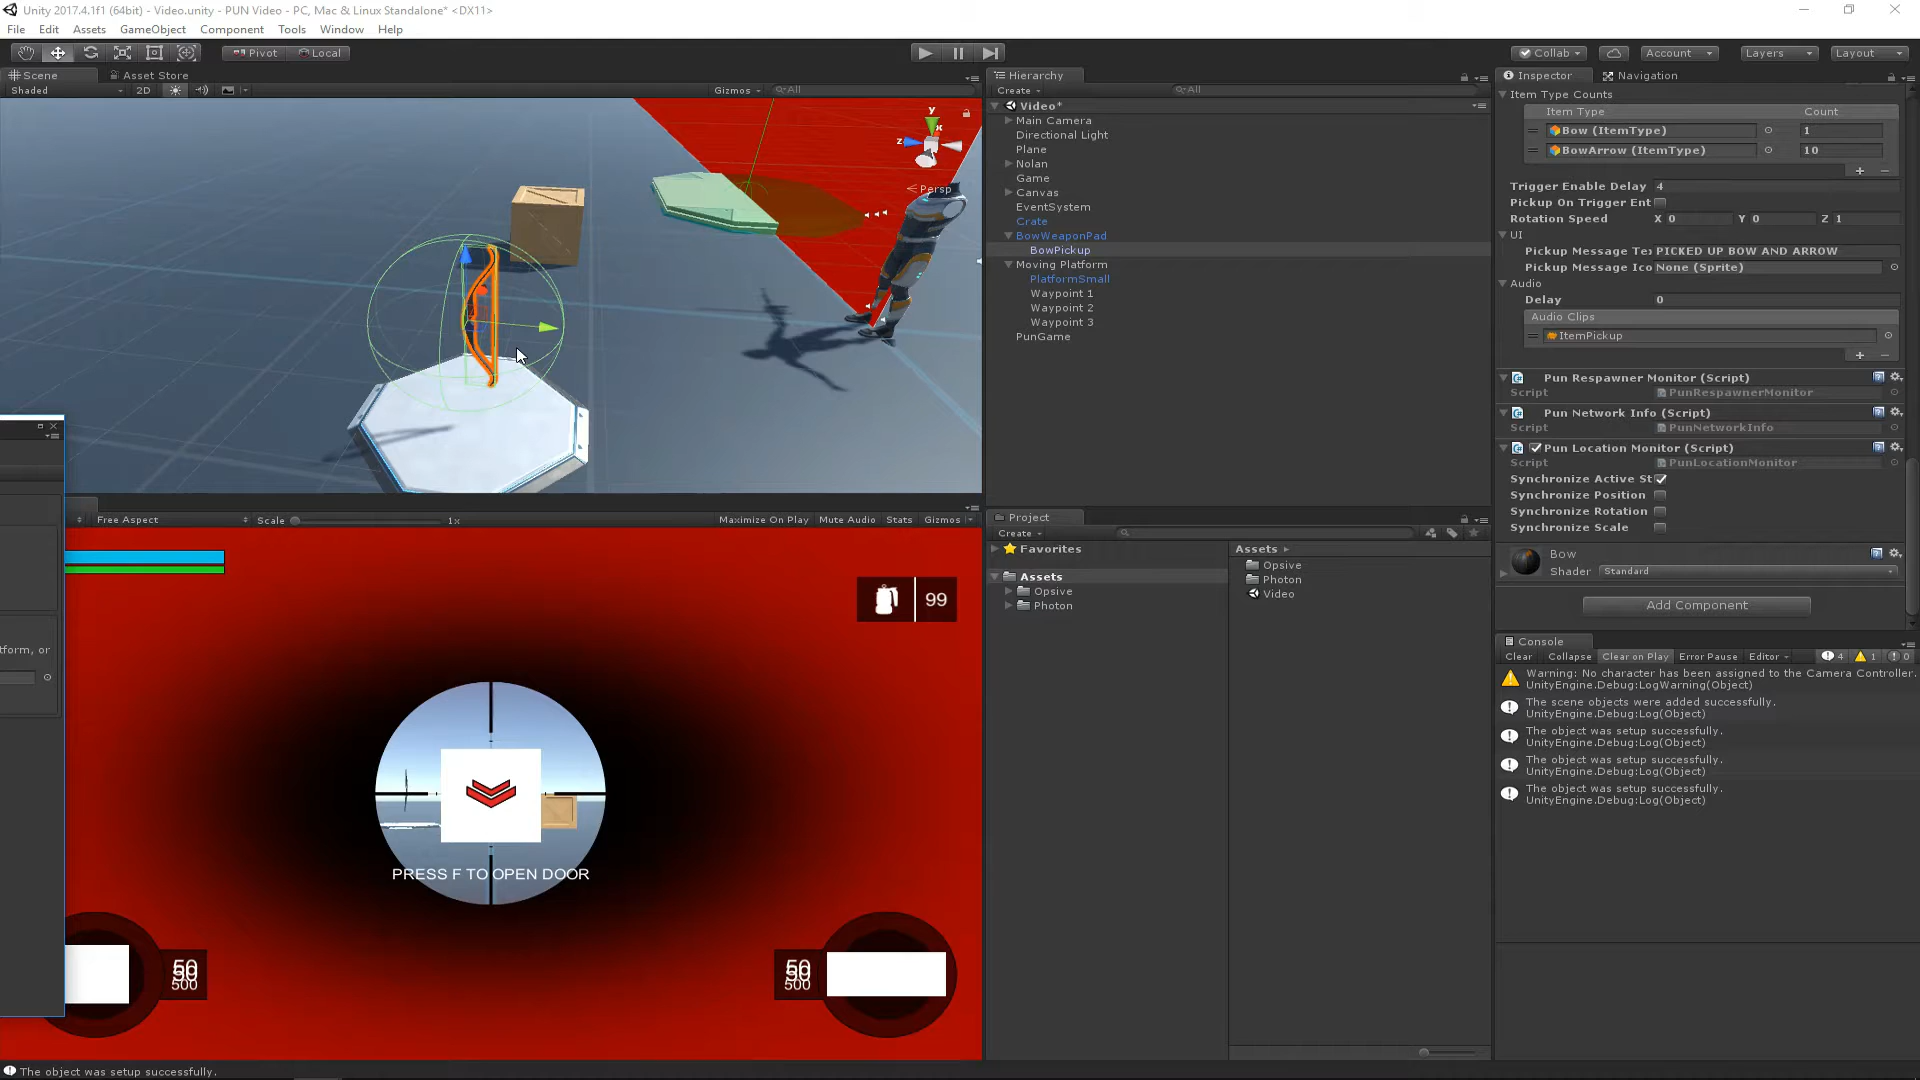 Unity 2017.4.1f1 (64bit) - Video.unity - PUN Video - PC, Mac & Linux Standalone* <DX11>
File Edit Assets GameObject Component Tools Window Help
Pivot Local Collab Account Layers Layout
Scene Asset Store
Shaded 2D Gizmos All
y
x
z
Persp
tform, or
Free Aspect Scale 1x Maximize On Play Mute Audio Stats Gizmos
99
PRESS F TO OPEN DOOR
50
500
50
500
The object was setup successfully.
Hierarchy
Create All
Video*
Main Camera
Directional Light
Plane
Nolan
Game
Canvas
EventSystem
Crate
BowWeaponPad
BowPickup
Moving Platform
PlatformSmall
Waypoint 1
Waypoint 2
Waypoint 3
PunGame
Project
Create
Favorites
Assets
Opsive
Photon
Assets
Opsive
Photon
Video
Inspector Navigation
Item Type Counts
Item Type Count
Bow (ItemType) 1
BowArrow (ItemType) 10
Trigger Enable Delay 4
Pickup On Trigger Ent
Rotation Speed X 0 Y 0 Z 1
UI
Pickup Message Te: PICKED UP BOW AND ARROW
Pickup Message Ico None (Sprite)
Audio
Delay 0
Audio Clips
ItemPickup
Pun Respawner Monitor (Script)
Script PunRespawnerMonitor
Pun Network Info (Script)
Script PunNetworkInfo
Pun Location Monitor (Script)
Script PunLocationMonitor
Synchronize Active St
Synchronize Position
Synchronize Rotation
Synchronize Scale
Bow
Shader Standard
Add Component
Console
Clear Collapse Clear on Play Error Pause Editor 4 1 0
Warning: No character has been assigned to the Camera Controller.
UnityEngine.Debug:LogWarning(Object)
The scene objects were added successfully.
UnityEngine.Debug:Log(Object)
The object was setup successfully.
UnityEngine.Debug:Log(Object)
The object was setup successfully.
UnityEngine.Debug:Log(Object)
The object was setup successfully.
UnityEngine.Debug:Log(Object)